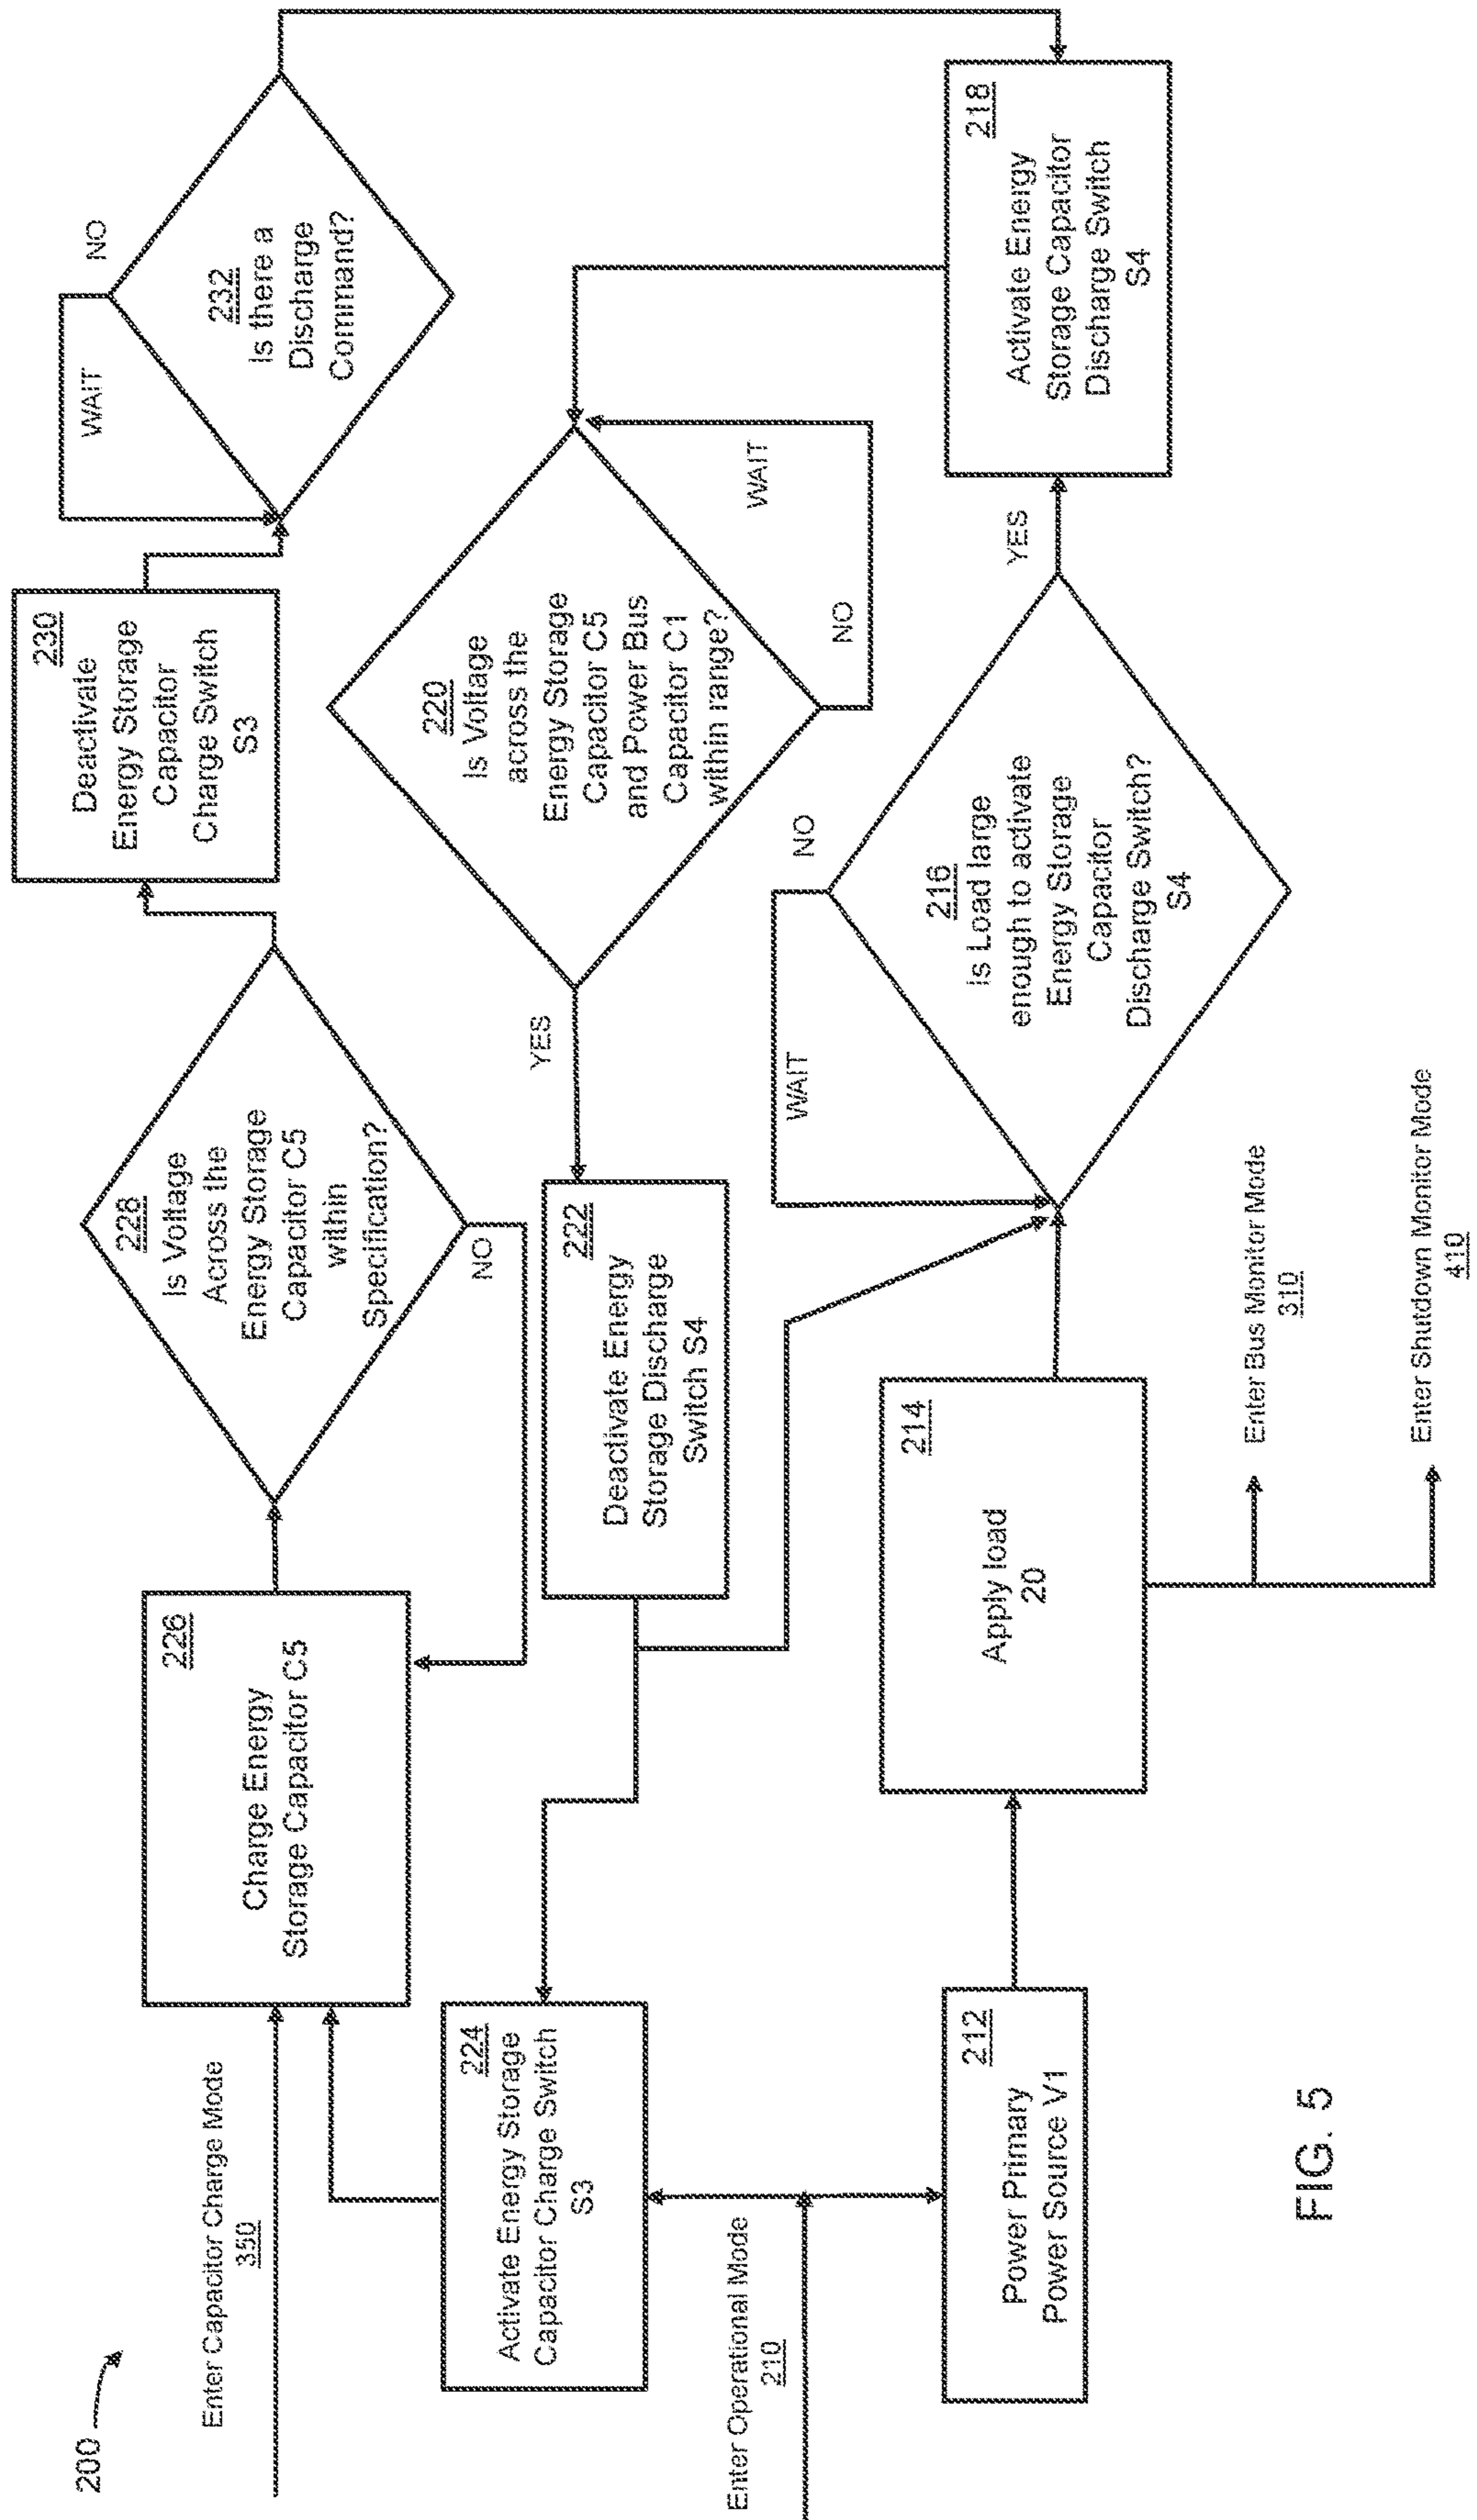 200
Enter Capacitor Charge Mode
350
226
Charge Energy
Storage Capacitor C5
228
Is Voltage
Across the
Energy Storage
Capacitor C5
within
Specification?
NO
230
Deactivate
Energy Storage
Capacitor
Charge Switch
S3
WAIT
NO
232
Is there a
Discharge
Command?
224
Activate Energy Storage
Capacitor Charge Switch
S3
222
Deactivate Energy
Storage Discharge
Switch S4
YES
220
Is Voltage
across the
Energy Storage
Capacitor C5
and Power Bus
Capacitor C1
within range?
NO
WAIT
Enter Operational Mode
210
212
Power Primary
Power Source V1
214
Apply load
20
WAIT
NO
216
Is Load large
enough to activate
Energy Storage
Capacitor
Discharge Switch?
S4
YES
218
Activate Energy
Storage Capacitor
Discharge Switch
S4
Enter Bus Monitor Mode
310
Enter Shutdown Monitor Mode
410
FIG. 5